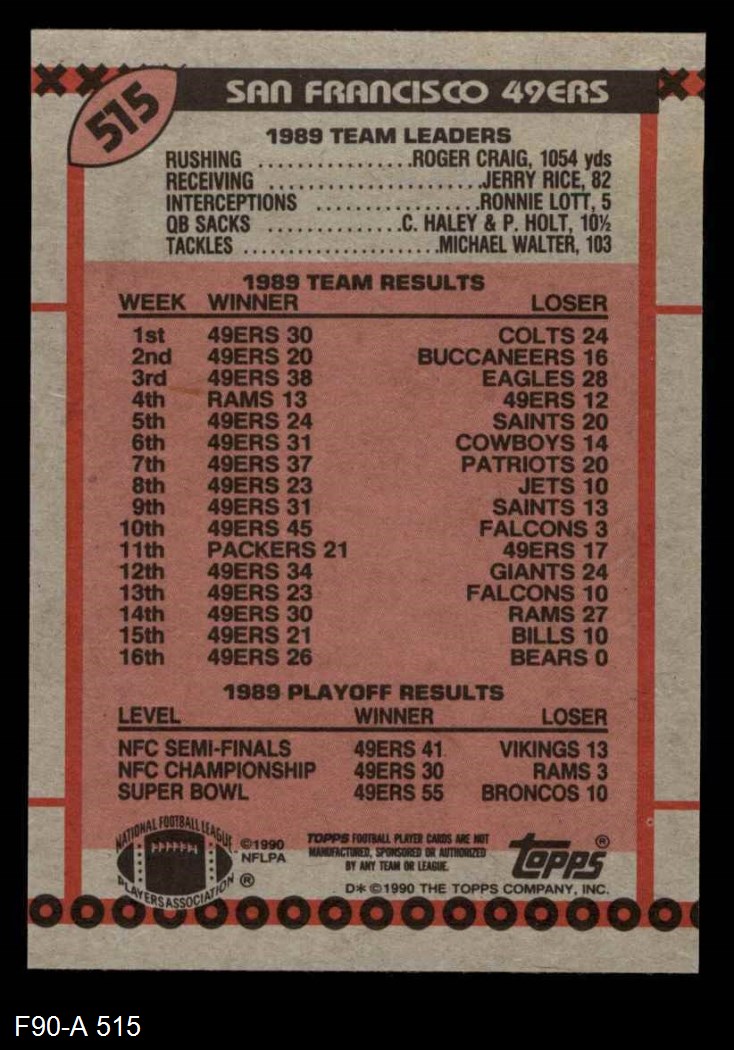 515
SAN FRANCISCO 49ERS
1989 TEAM LEADERS
RUSHING ................ROGER CRAIG, 1054 yds
RECEIVING ......................JERRY RICE, 82
INTERCEPTIONS .................RONNIE LOTT, 5
QB SACKS ..............C. HALEY & P. HOLT, 10½
TACKLES ....................MICHAEL WALTER, 103
1989 TEAM RESULTS
WEEK WINNER LOSER
1st 49ERS 30 COLTS 24
2nd 49ERS 20 BUCCANEERS 16
3rd 49ERS 38 EAGLES 28
4th RAMS 13 49ERS 12
5th 49ERS 24 SAINTS 20
6th 49ERS 31 COWBOYS 14
7th 49ERS 37 PATRIOTS 20
8th 49ERS 23 JETS 10
9th 49ERS 31 SAINTS 13
10th 49ERS 45 FALCONS 3
11th PACKERS 21 49ERS 17
12th 49ERS 34 GIANTS 24
13th 49ERS 23 FALCONS 10
14th 49ERS 30 RAMS 27
15th 49ERS 21 BILLS 10
16th 49ERS 26 BEARS 0
1989 PLAYOFF RESULTS
LEVEL WINNER LOSER
NFC SEMI-FINALS 49ERS 41 VIKINGS 13
NFC CHAMPIONSHIP 49ERS 30 RAMS 3
SUPER BOWL 49ERS 55 BRONCOS 10
NATIONAL FOOTBALL LEAGUE
PLAYERS ASSOCIATION ®
©1990
NFLPA
TOPPS FOOTBALL PLAYER CARDS ARE NOT
MANUFACTURED, SPONSORED OR AUTHORIZED
BY ANY TEAM OR LEAGUE.
TOPPS ®
D* © 1990 THE TOPPS COMPANY, INC.
F90-A 515